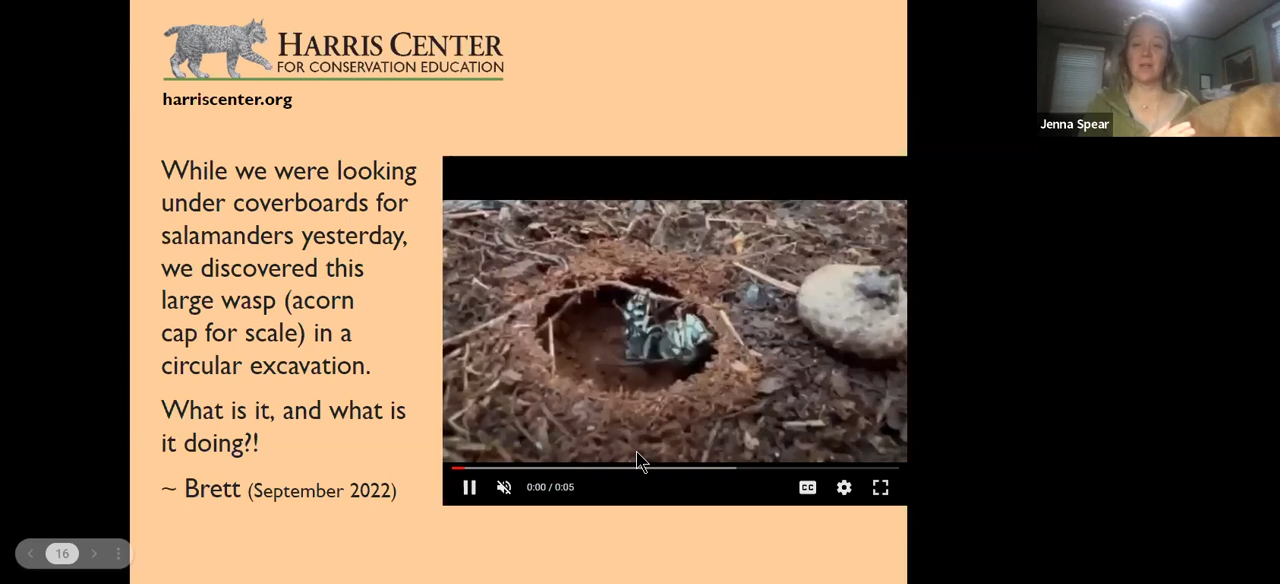 HARRIS CENTER
FOR CONSERVATION EDUCATION
harriscenter.org
Jenna Spear
While we were looking
under coverboards for
salamanders yesterday,
we discovered this
large wasp (acorn
cap for scale) in a
circular excavation.
What is it, and what is
it doing?!
~ Brett (September 2022)
0:00 / 0:05
CC
16